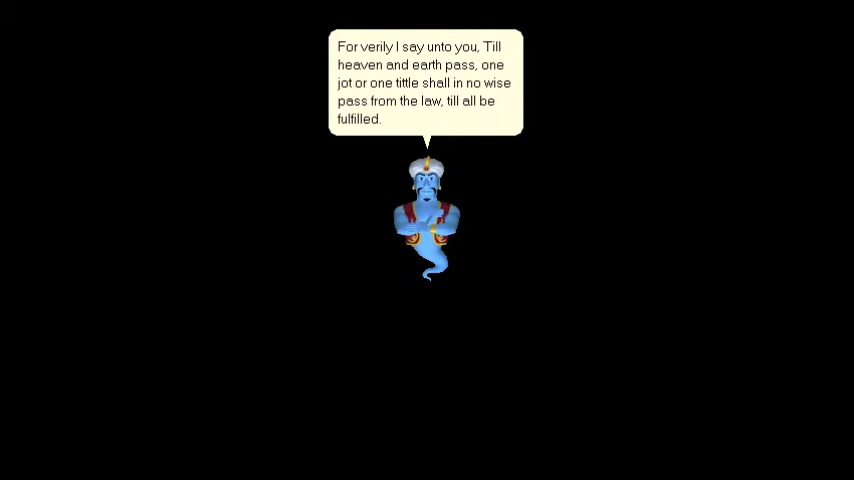 For verily I say unto you, Till
heaven and earth pass, one
jot or one tittle shall in no wise
pass from the law, till all be
fulfilled.